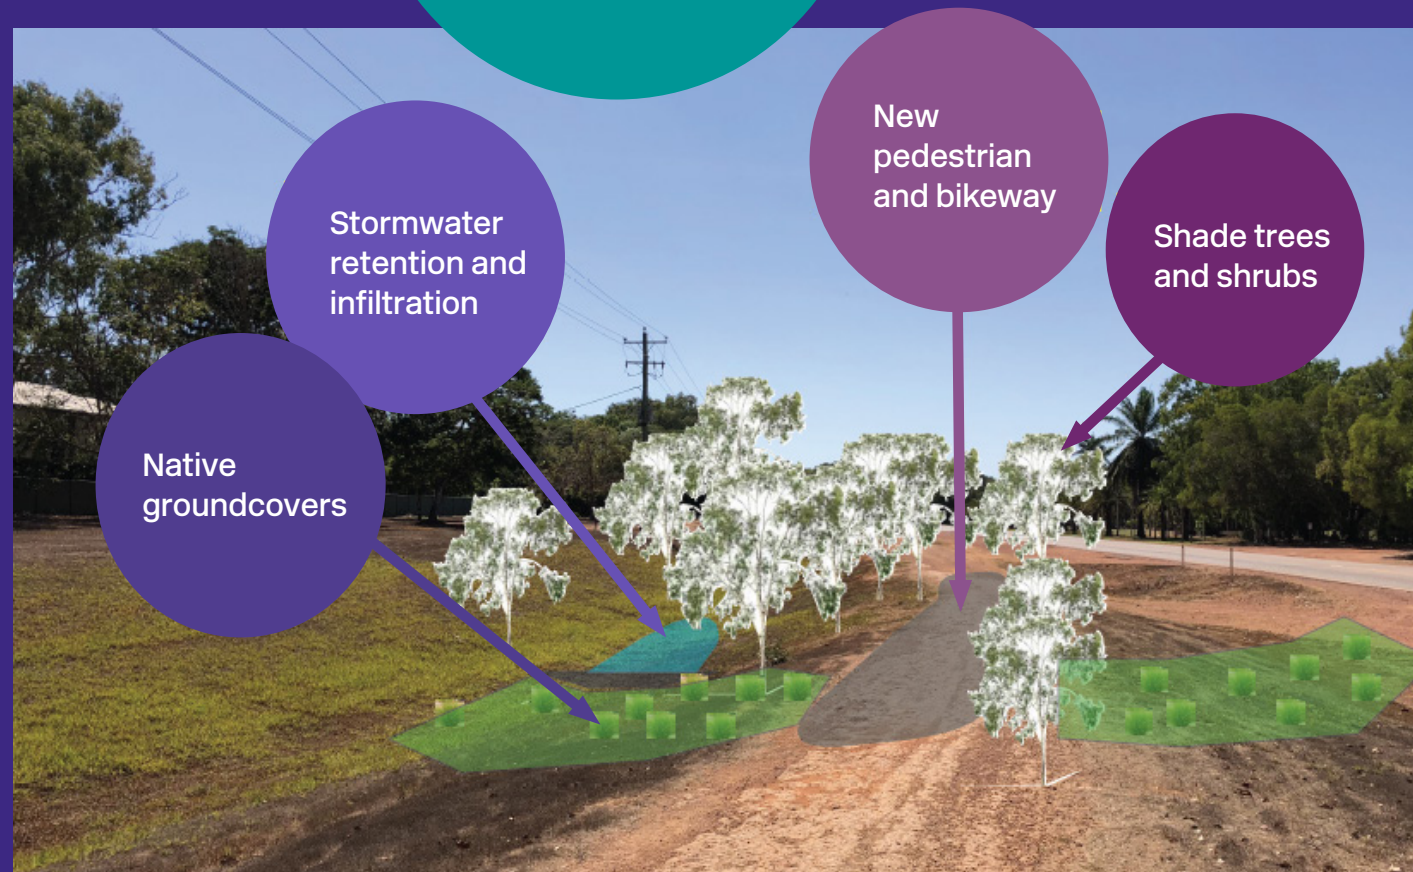 New
pedestrian
and bikeway
Stormwater
retention and
infiltration
Shade trees
and shrubs
Native
groundcovers